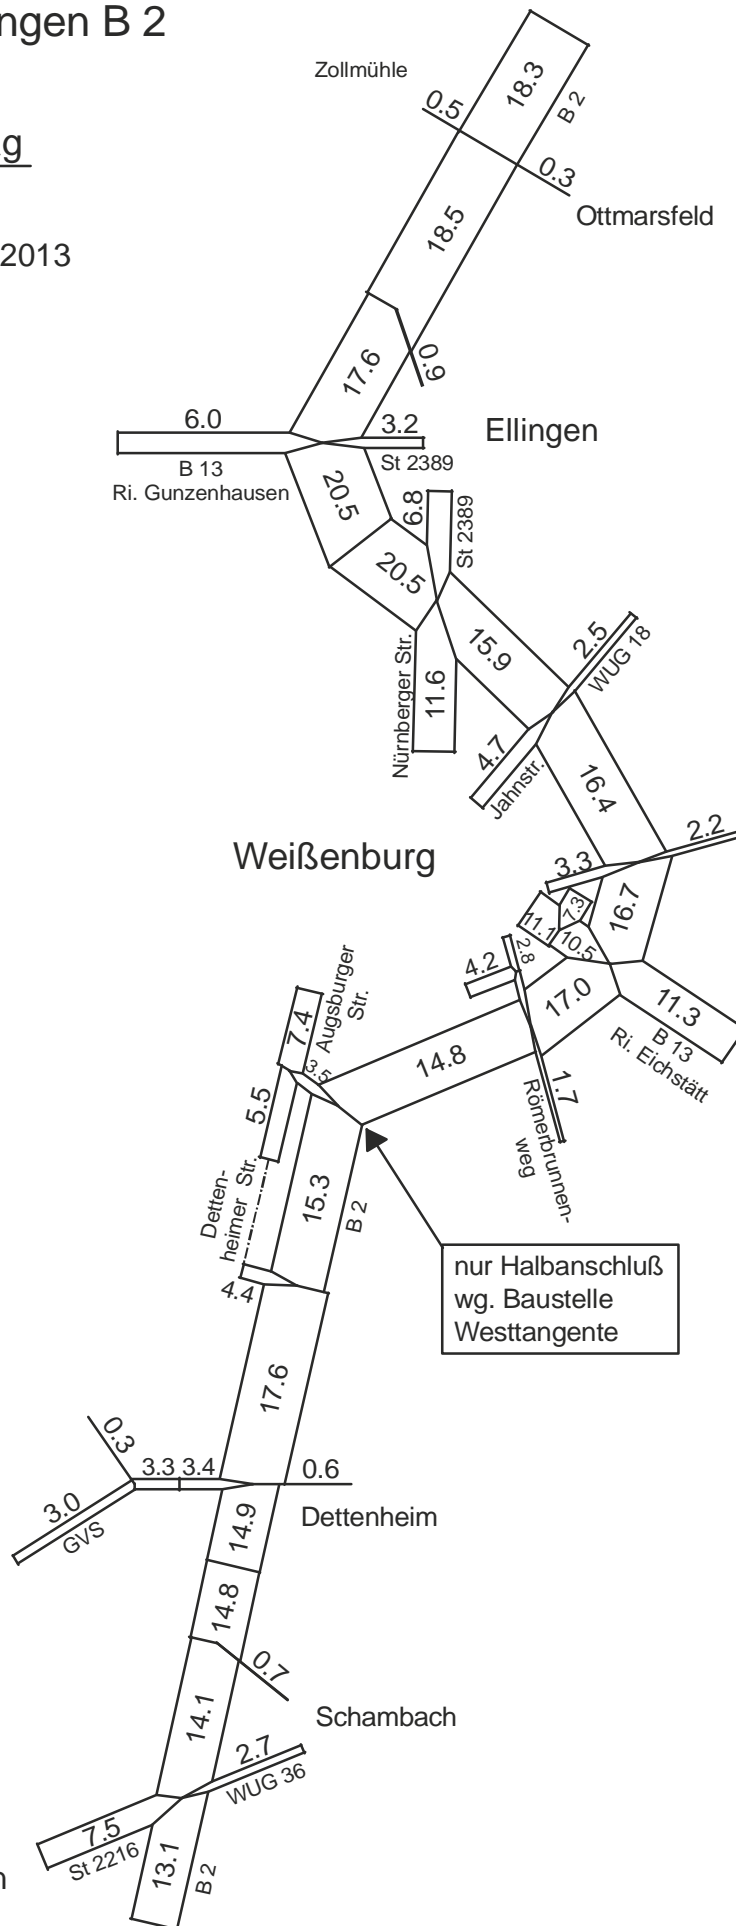 ngen B 2
g
2013
Zollmühle
18.3
B 2
0.5
0.3
Ottmarsfeld
18.5
0.9
17.6
6.0
3.2
Ellingen
B 13
Ri. Gunzenhausen
St 2389
20.5
6.8
St 2389
20.5
15.9
2.5
WUG 18
Nürnberger Str.
11.6
4.7
Jahnstr.
16.4
2.2
Weißenburg
3.3
7.3
16.7
11.1
10.5
2.8
4.2
17.0
11.3
B 13
Ri. Eichstätt
Augsburger
Str.
7.4
3.5
14.8
1.7
Römerbrunnen-
weg
5.5
Detten-
heimer Str.
15.3
B 2
nur Halbanschluß
wg. Baustelle
Westtangente
4.4
17.6
0.3
3.3
3.4
0.6
3.0
GVS
14.9
Dettenheim
14.8
0.7
14.1
Schambach
2.7
WUG 36
7.5
St 2216
13.1
B 2
n